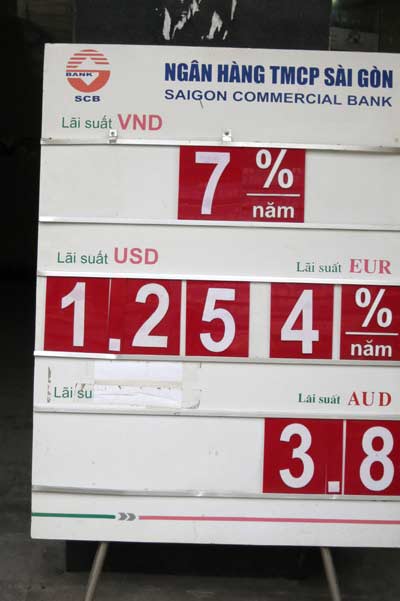 BANK
SCB
NGÂN HÀNG TMCP SÀI GÒN
SAIGON COMMERCIAL BANK
Lãi suất VND
7 %/năm
Lãi suất USD Lãi suất EUR
1.25 4 %/năm
Lãi su Lãi suất AUD
3.8